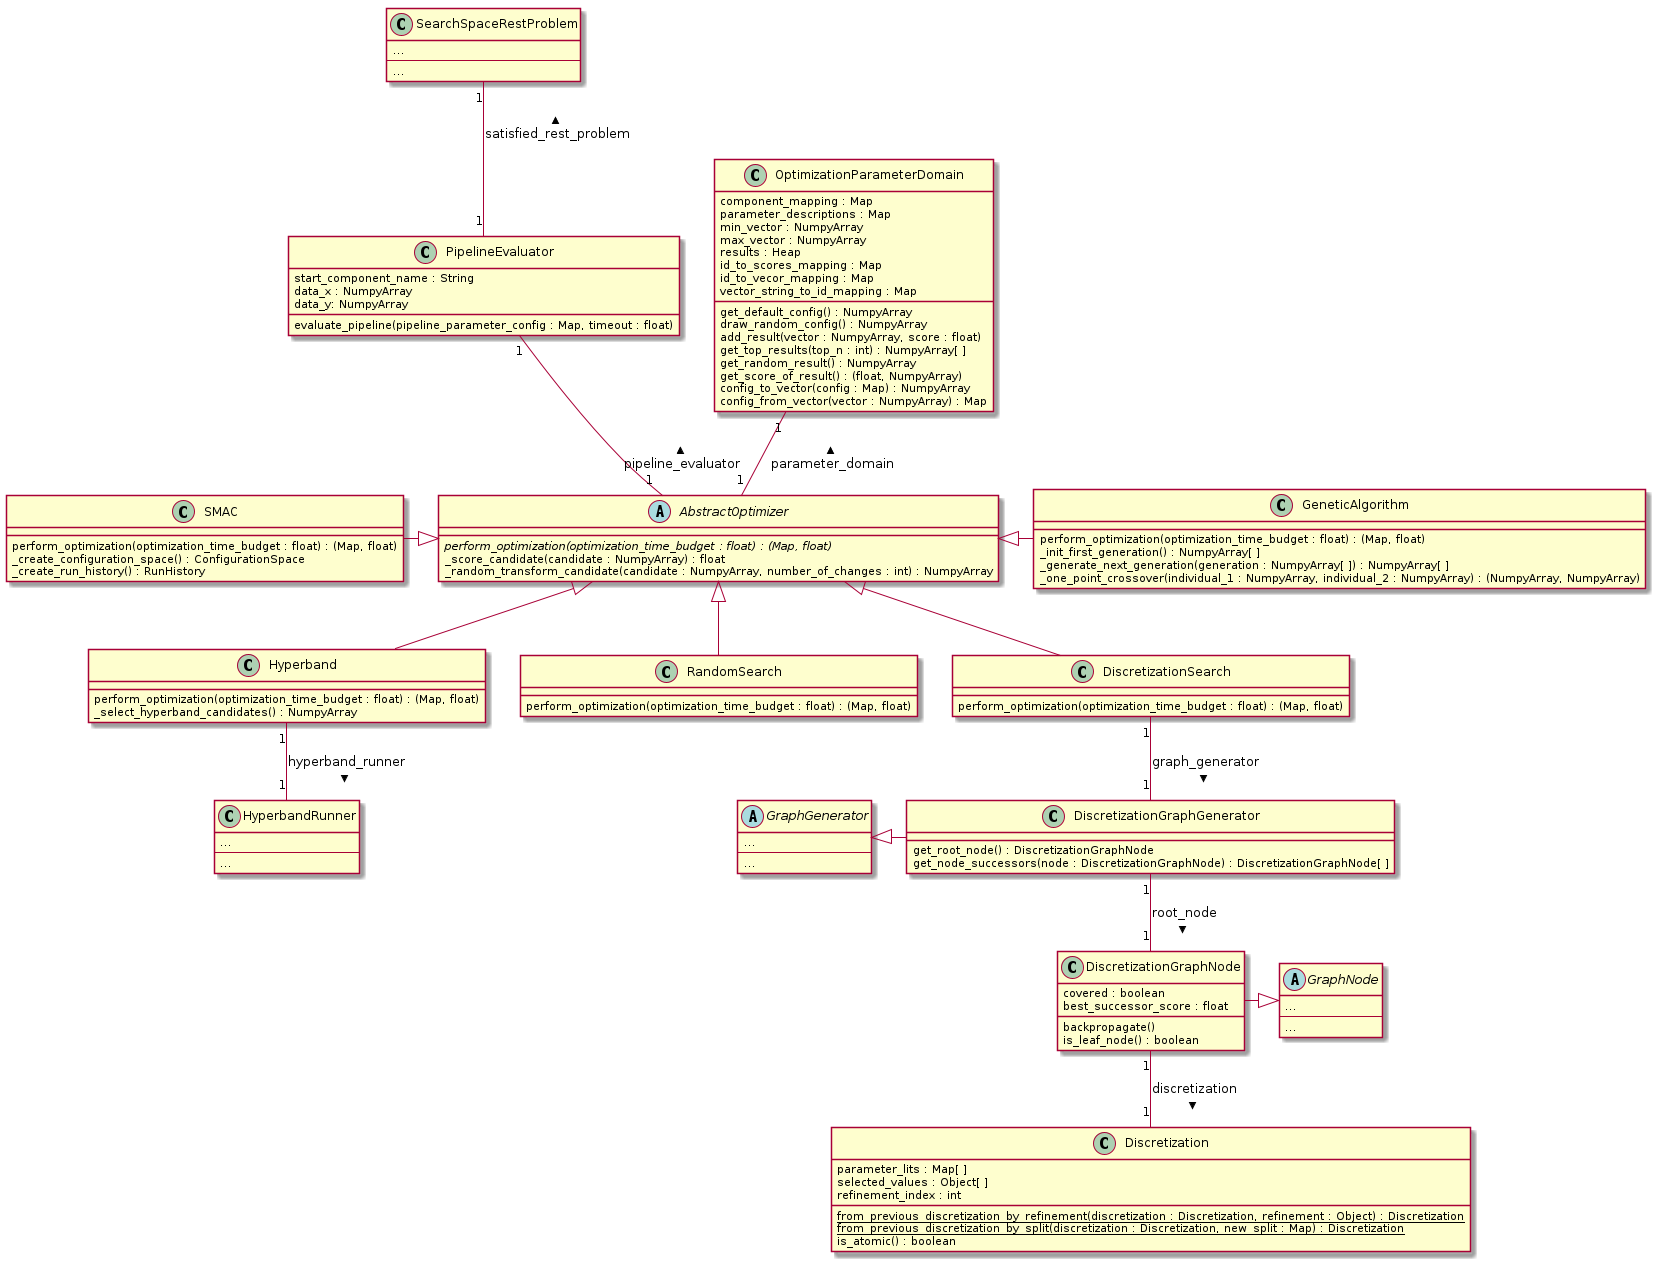 C SearchSpaceRestProblem
...
...
1
▲
satisfied_rest_problem
1
C OptimizationParameterDomain
component_mapping : Map
parameter_descriptions : Map
min_vector : NumpyArray
max_vector : NumpyArray
results : Heap
id_to_scores_mapping : Map
id_to_vecor_mapping : Map
vector_string_to_id_mapping : Map
get_default_config() : NumpyArray
draw_random_config() : NumpyArray
add_result(vector : NumpyArray, score : float)
get_top_results(top_n : int) : NumpyArray[ ]
get_random_result() : NumpyArray
get_score_of_result() : (float, NumpyArray)
config_to_vector(config : Map) : NumpyArray
config_from_vector(vector : NumpyArray) : Map
C PipelineEvaluator
start_component_name : String
data_x : NumpyArray
data_y: NumpyArray
evaluate_pipeline(pipeline_parameter_config : Map, timeout : float)
1
▲
pipeline_evaluator
1
1
▲
parameter_domain
1
C SMAC
perform_optimization(optimization_time_budget : float) : (Map, float)
_create_configuration_space() : ConfigurationSpace
_create_run_history() : RunHistory
A AbstractOptimizer
perform_optimization(optimization_time_budget : float) : (Map, float)
_score_candidate(candidate : NumpyArray) : float
_random_transform_candidate(candidate : NumpyArray, number_of_changes : int) : NumpyArray
C GeneticAlgorithm
perform_optimization(optimization_time_budget : float) : (Map, float)
_init_first_generation() : NumpyArray[ ]
_generate_next_generation(generation : NumpyArray[ ]) : NumpyArray[ ]
_one_point_crossover(individual_1 : NumpyArray, individual_2 : NumpyArray) : (NumpyArray, NumpyArray)
C Hyperband
perform_optimization(optimization_time_budget : float) : (Map, float)
_select_hyperband_candidates() : NumpyArray
C RandomSearch
perform_optimization(optimization_time_budget : float) : (Map, float)
C DiscretizationSearch
perform_optimization(optimization_time_budget : float) : (Map, float)
1
hyperband_runner
▼
1
1
graph_generator
▼
1
C HyperbandRunner
...
...
A GraphGenerator
...
...
C DiscretizationGraphGenerator
get_root_node() : DiscretizationGraphNode
get_node_successors(node : DiscretizationGraphNode) : DiscretizationGraphNode[ ]
1
root_node
▼
1
C DiscretizationGraphNode
covered : boolean
best_successor_score : float
backpropagate()
is_leaf_node() : boolean
A GraphNode
...
...
1
discretization
▼
1
C Discretization
parameter_lits : Map[ ]
selected_values : Object[ ]
refinement_index : int
from_previous_discretization_by_refinement(discretization : Discretization, refinement : Object) : Discretization
from_previous_discretization_by_split(discretization : Discretization, new_split : Map) : Discretization
is_atomic() : boolean